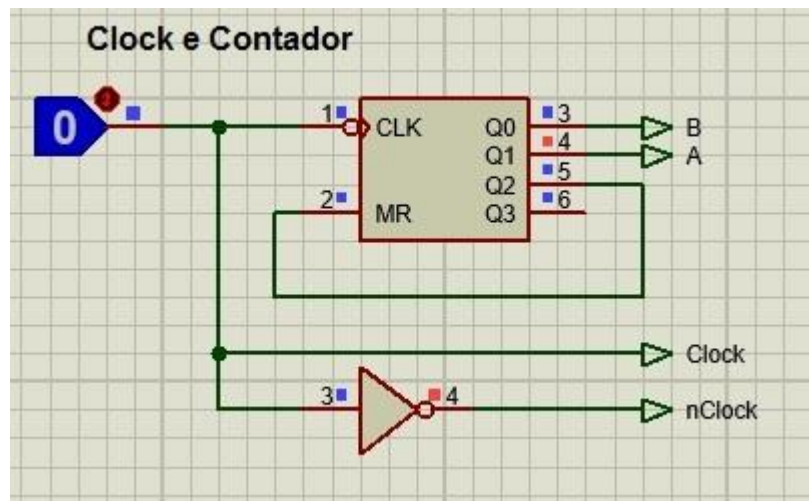 Clock e Contador
0
1 CLK Q0 3 B
Q1 4 A
Q2 5
2 MR Q3 6
Clock
3 4 nClock